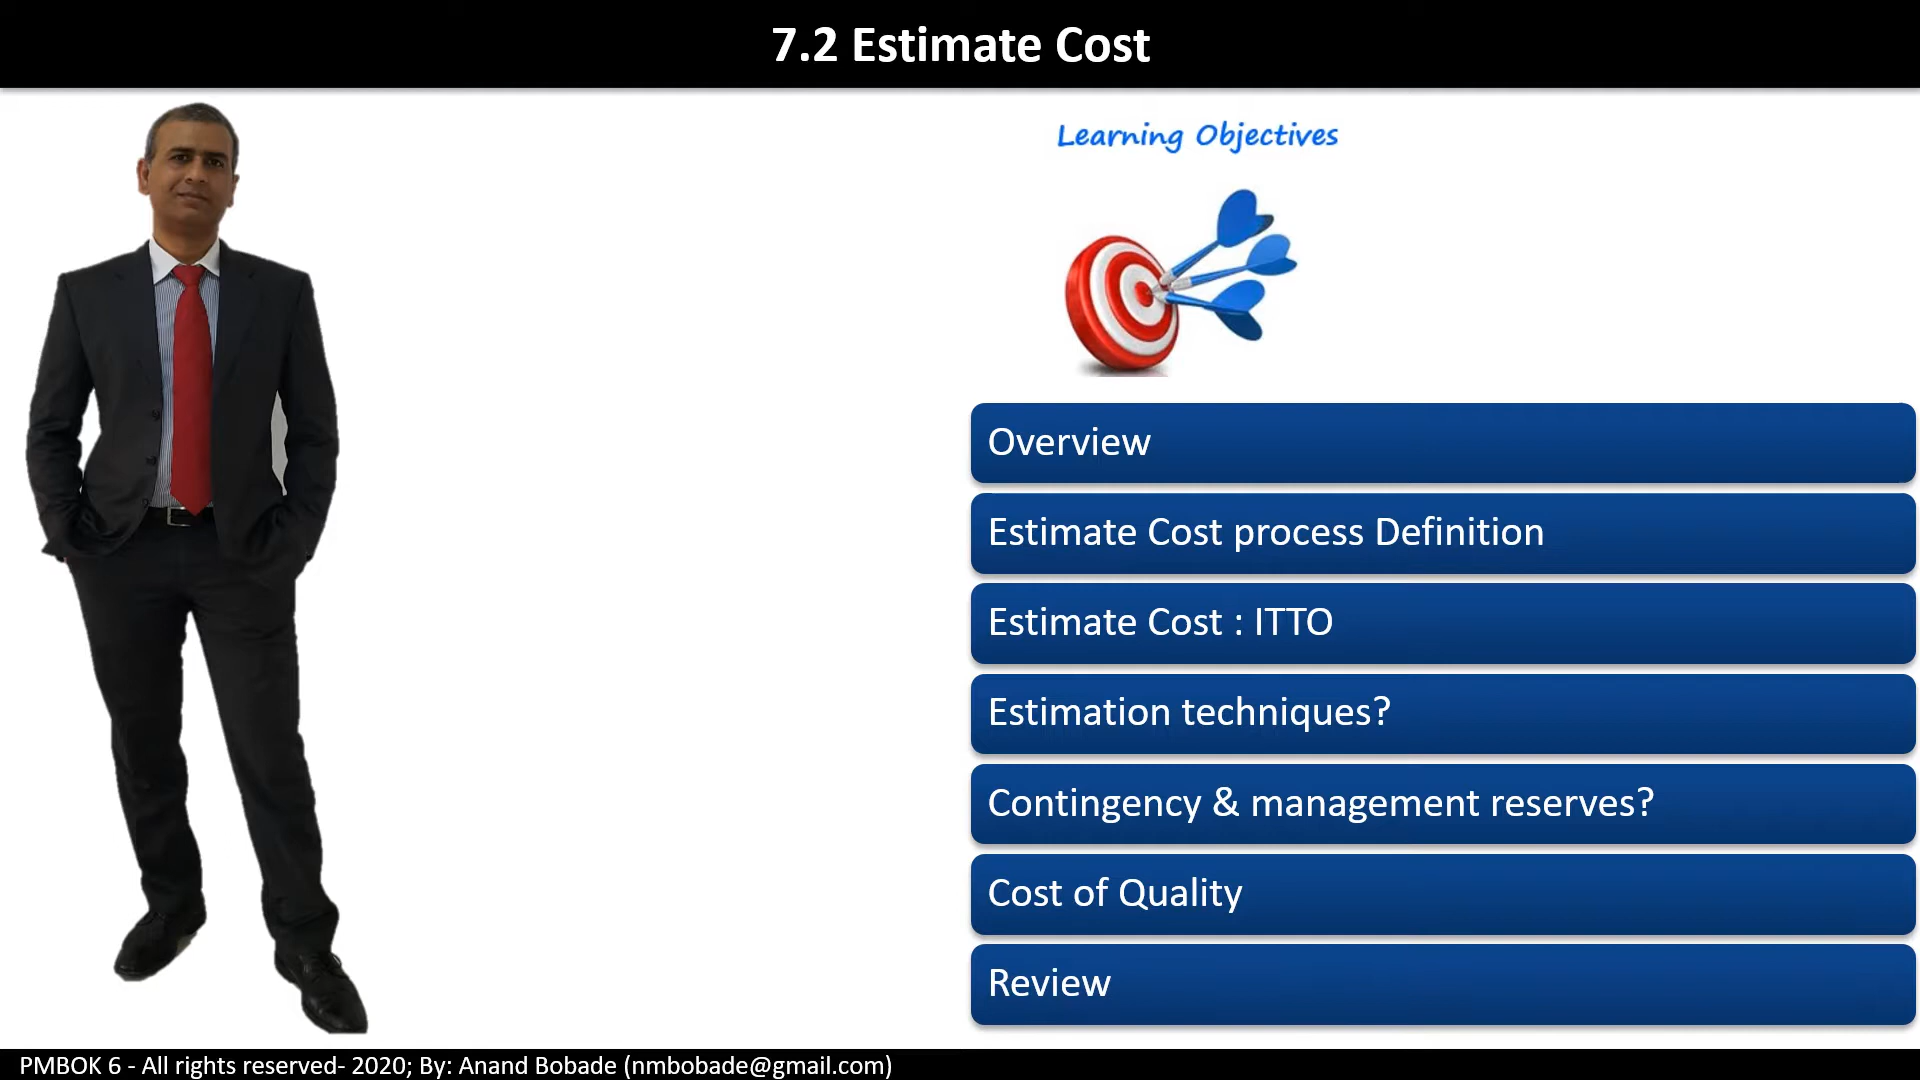 7.2 Estimate Cost
Learning Objectives
Overview
Estimate Cost process Definition
Estimate Cost : ITTO
Estimation techniques?
Contingency & management reserves?
Cost of Quality
Review
PMBOK 6 - All rights reserved- 2020; By: Anand Bobade (nmbobade@gmail.com)